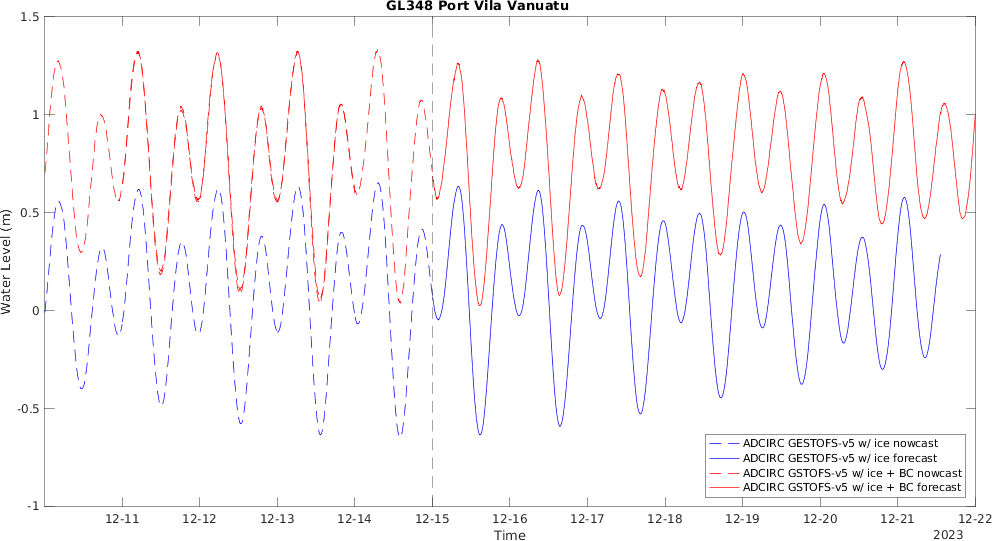 GL348 Port Vila Vanuatu
Water Level (m)
1.5
1
0.5
0
-0.5
-1
ADCIRC GESTOFS-v5 w/ ice nowcast
ADCIRC GESTOFS-v5 w/ ice forecast
ADCIRC GSTOFS-v5 w/ ice + BC nowcast
ADCIRC GSTOFS-v5 w/ ice + BC forecast
12-11 12-12 12-13 12-14 12-15 12-16 12-17 12-18 12-19 12-20 12-21 12-22
Time
2023